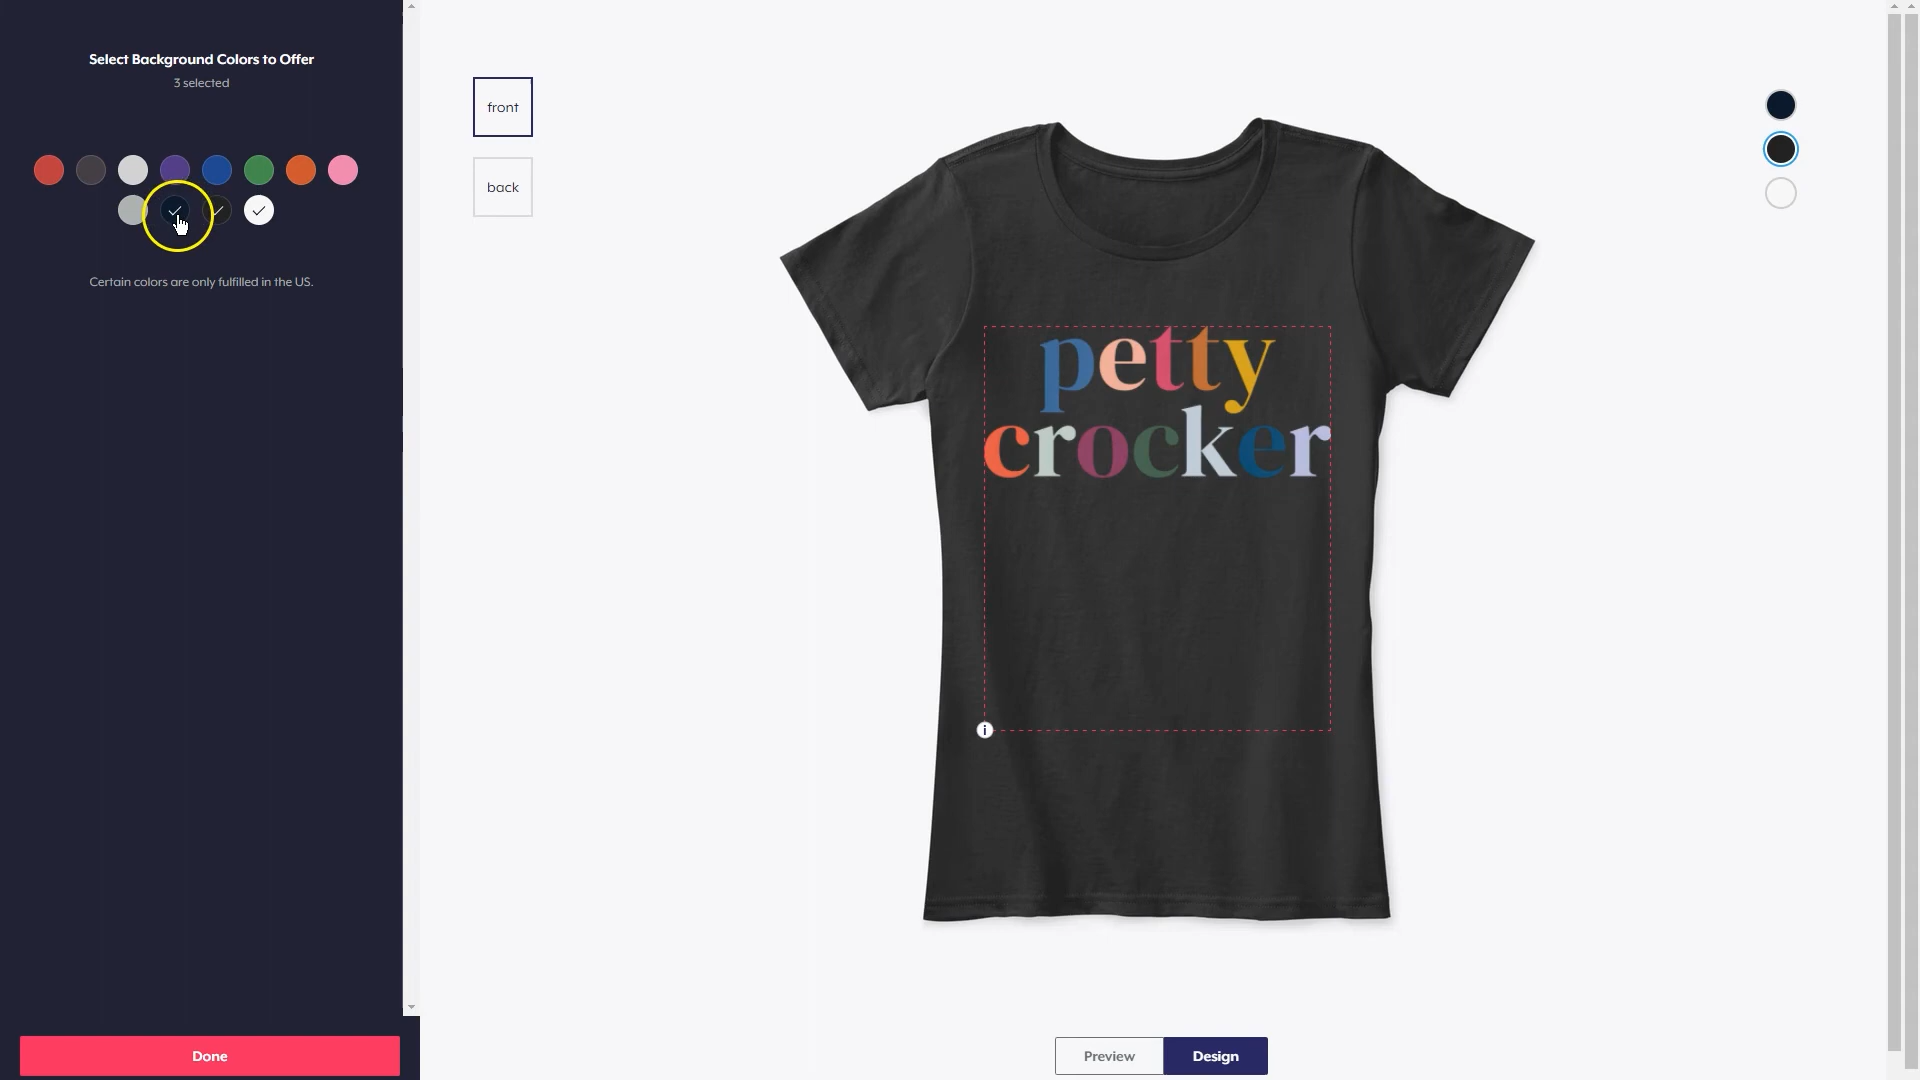 Select Background Colors to Offer
3 selected
Certain colors are only fulfilled in the US.
Done
front
back
petty
crocker
i
Preview
Design